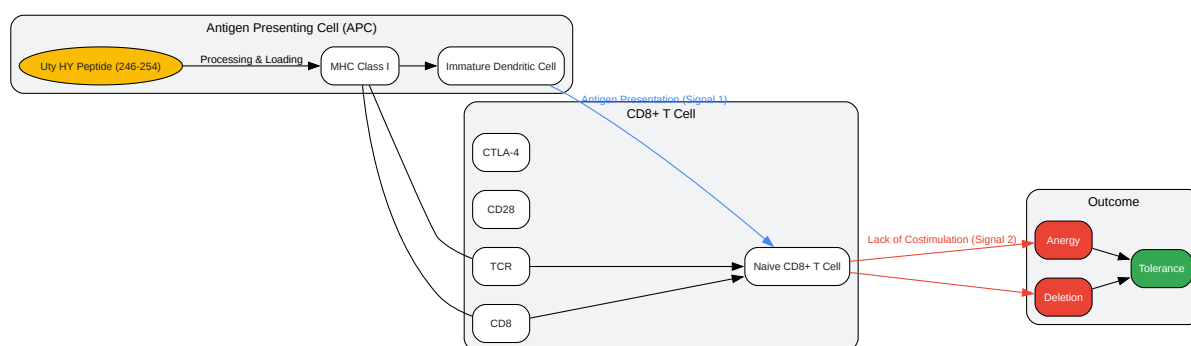 Antigen Presenting Cell (APC)
Uty HY Peptide (246-254)
Processing & Loading
MHC Class I
Immature Dendritic Cell
Antigen Presentation (Signal 1)
CD8+ T Cell
CTLA-4
CD28
TCR
CD8
Naive CD8+ T Cell
Lack of Costimulation (Signal 2)
Outcome
Anergy
Deletion
Tolerance